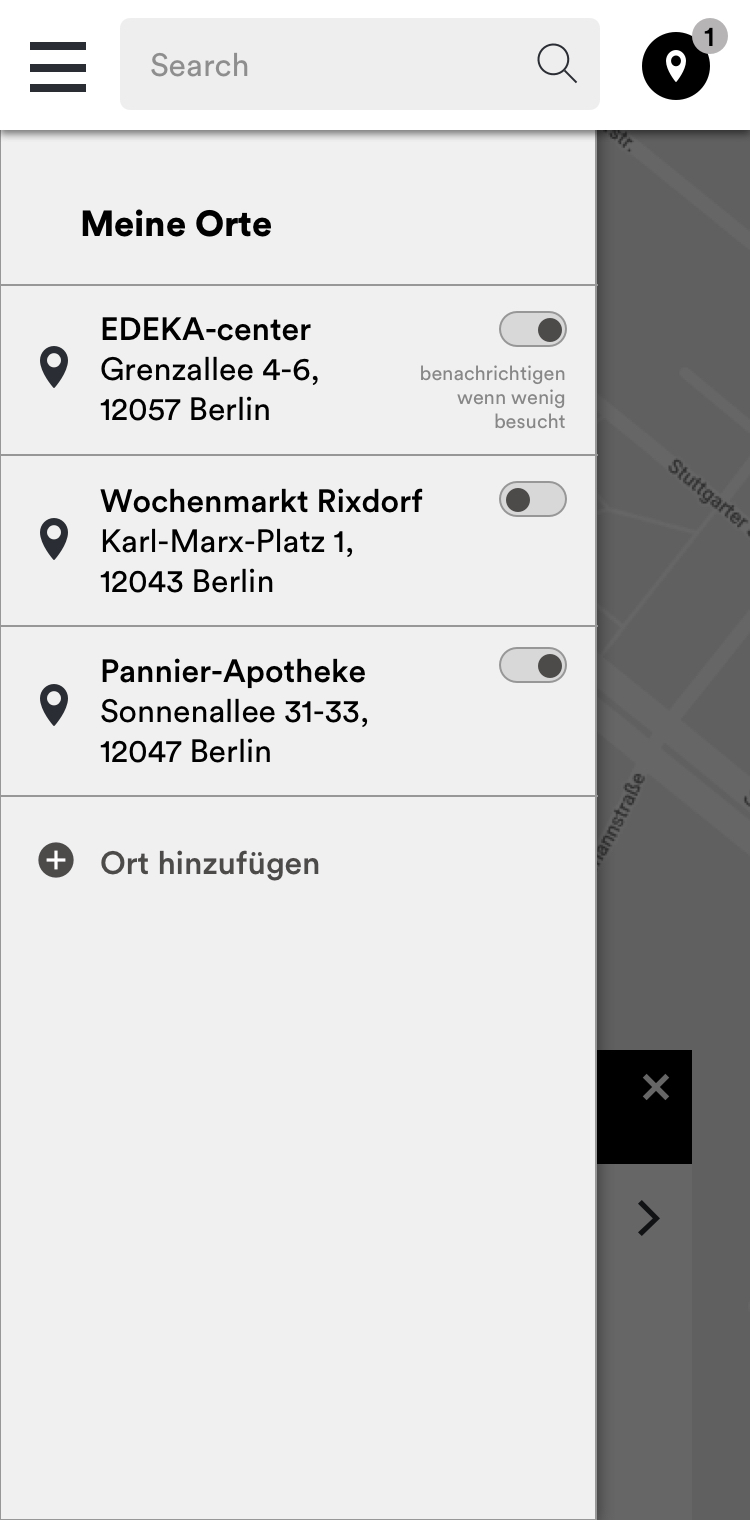 Search
1
Meine Orte
EDEKA-center
Grenzallee 4-6,
12057 Berlin
benachrichtigen
wenn wenig
besucht
Wochenmarkt Rixdorf
Karl-Marx-Platz 1,
12043 Berlin
Pannier-Apotheke
Sonnenallee 31-33,
12047 Berlin
Ort hinzufügen
str.
Stuttgarter
annstraße